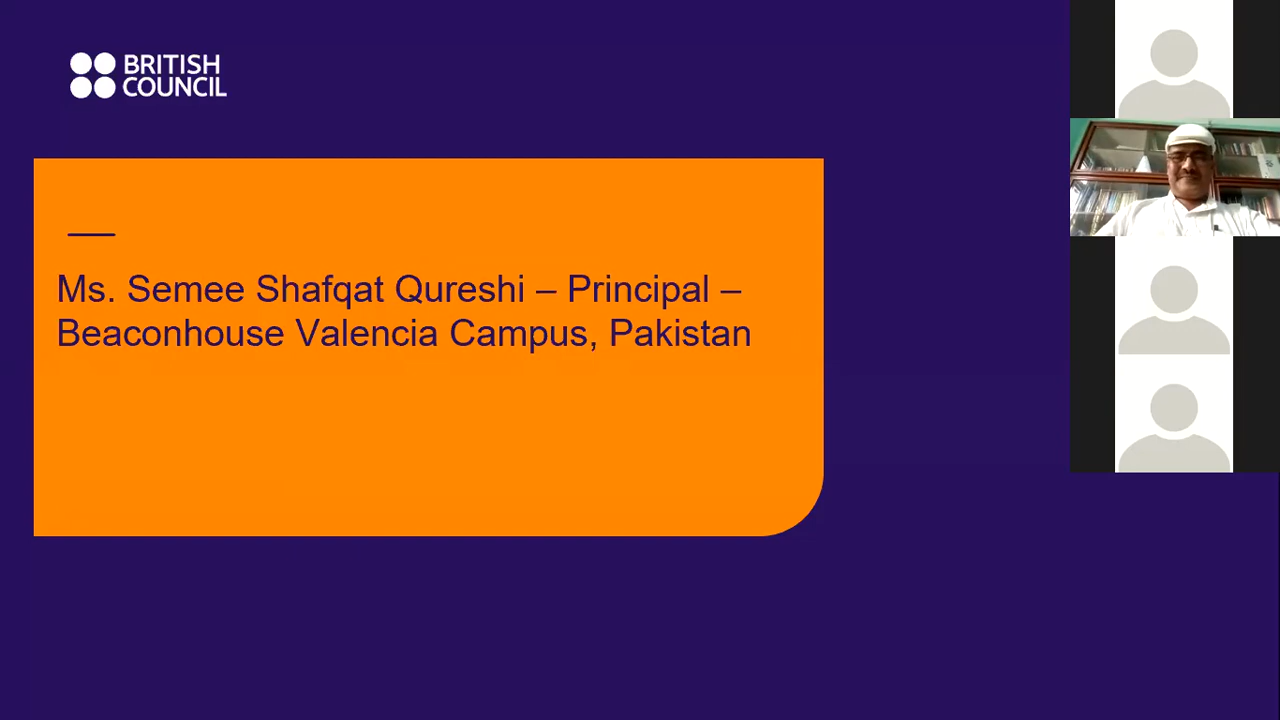 BRITISH
COUNCIL
Ms. Semee Shafqat Qureshi – Principal –
Beaconhouse Valencia Campus, Pakistan